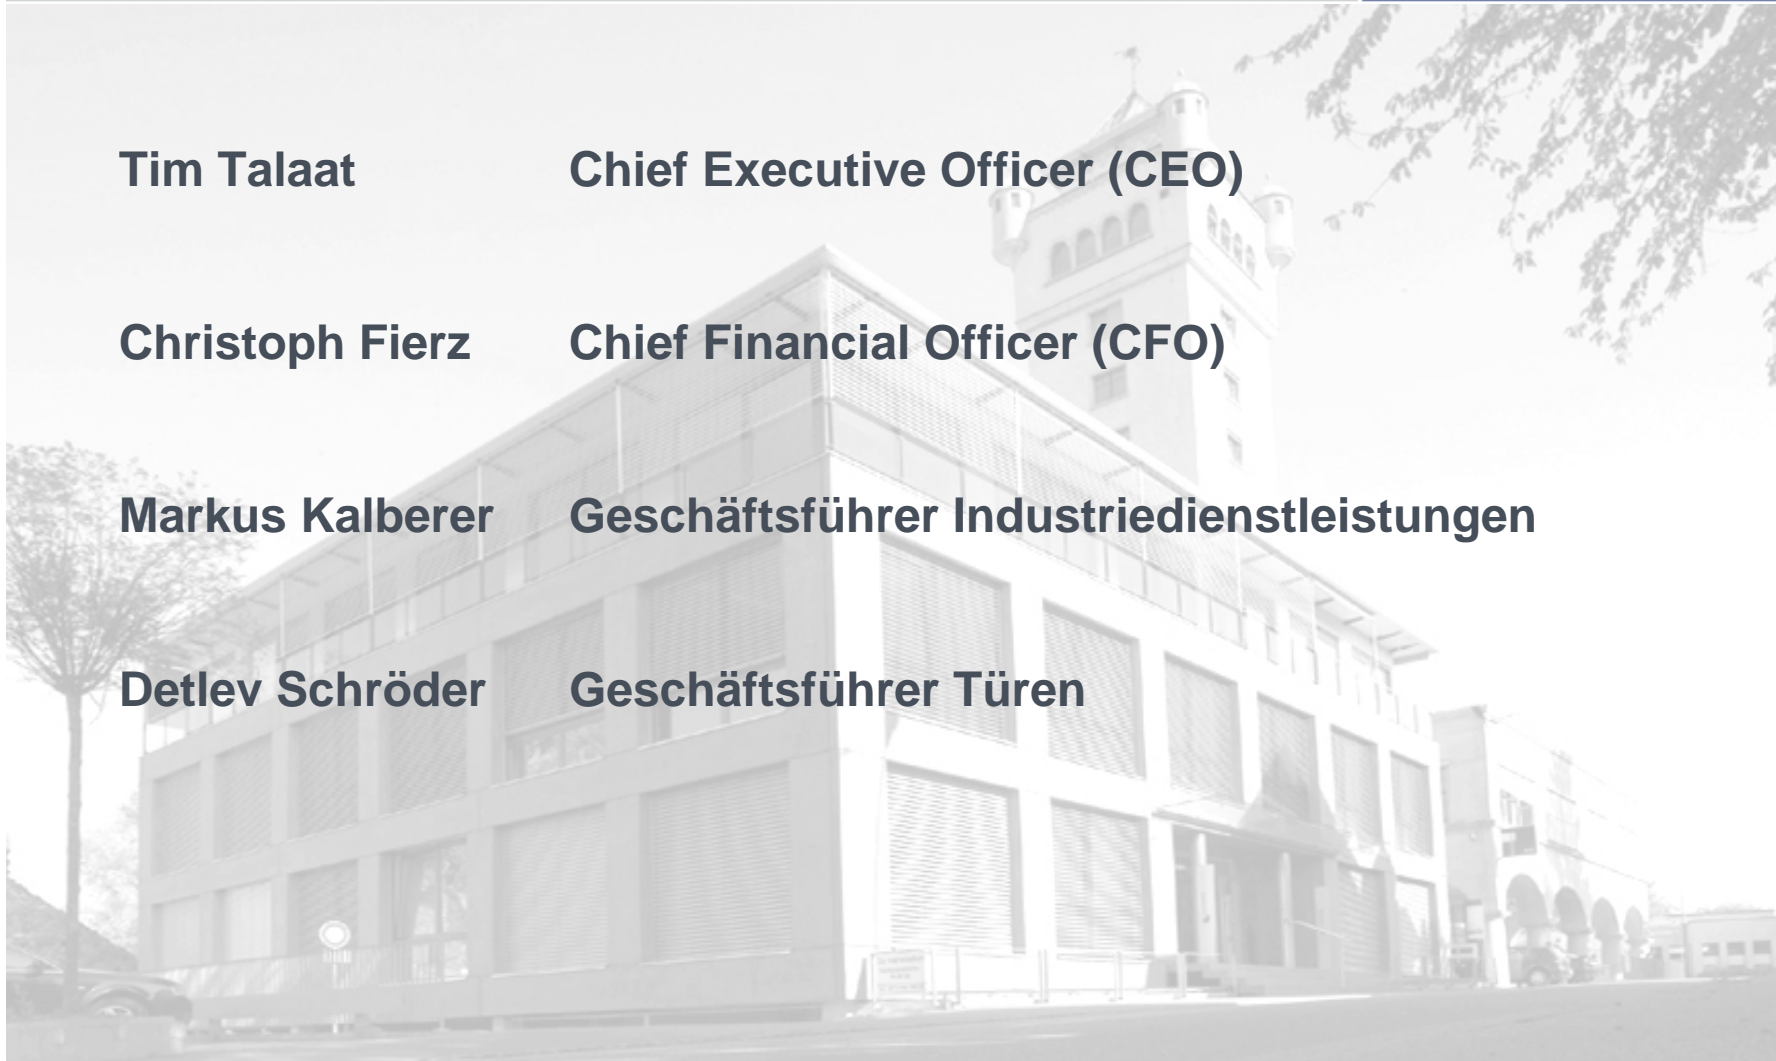 Tim Talaat Chief Executive Officer (CEO)
Christoph Fierz Chief Financial Officer (CFO)
Markus Kalberer Geschäftsführer Industriedienstleistungen
Detlev Schröder Geschäftsführer Türen